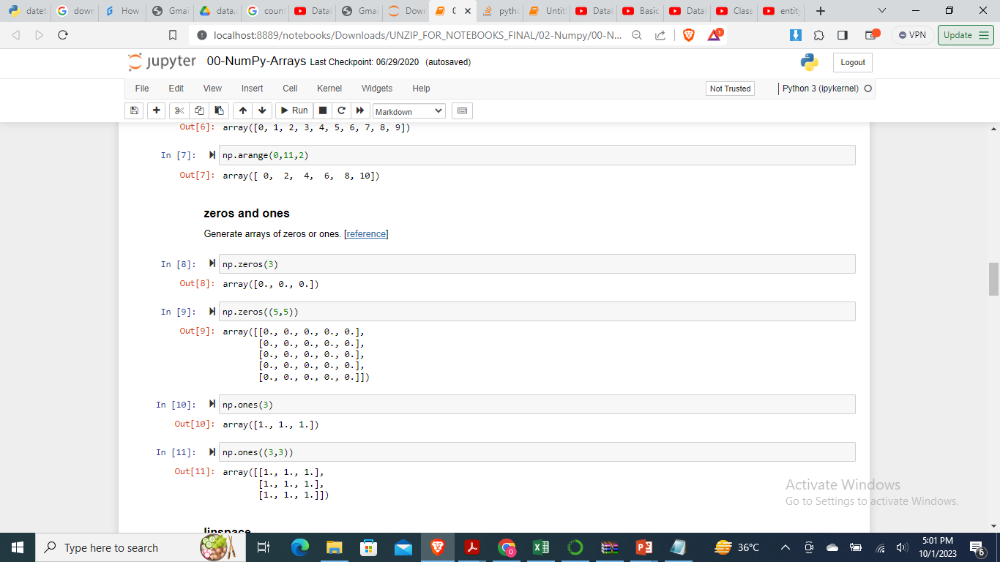 datet
down
How
Gmai
data.
coun
Datal
Gmai
Down
pytho
Untitl
Datal
Basic
Datal
Class
entity
localhost:8889/notebooks/Downloads/UNZIP_FOR_NOTEBOOKS_FINAL/02-Numpy/00-N...
1
VPN
Update
jupyter 00-NumPy-Arrays Last Checkpoint: 06/29/2020 (autosaved)
Logout
File Edit View Insert Cell Kernel Widgets Help
Not Trusted
Python 3 (ipykernel)
Run
Markdown
Out[6]: array([0, 1, 2, 3, 4, 5, 6, 7, 8, 9])
In [7]: np.arange(0,11,2)
Out[7]: array([ 0, 2, 4, 6, 8, 10])
zeros and ones
Generate arrays of zeros or ones. [reference]
In [8]: np.zeros(3)
Out[8]: array([0., 0., 0.])
In [9]: np.zeros((5,5))
Out[9]: array([[0., 0., 0., 0., 0.],
[0., 0., 0., 0., 0.],
[0., 0., 0., 0., 0.],
[0., 0., 0., 0., 0.],
[0., 0., 0., 0., 0.]])
In [10]: np.ones(3)
Out[10]: array([1., 1., 1.])
In [11]: np.ones((3,3))
Out[11]: array([[1., 1., 1.],
[1., 1., 1.],
[1., 1., 1.]])
linspace
Activate Windows
Go to Settings to activate Windows.
Type here to search
36°C
5:01 PM
10/1/2023
6